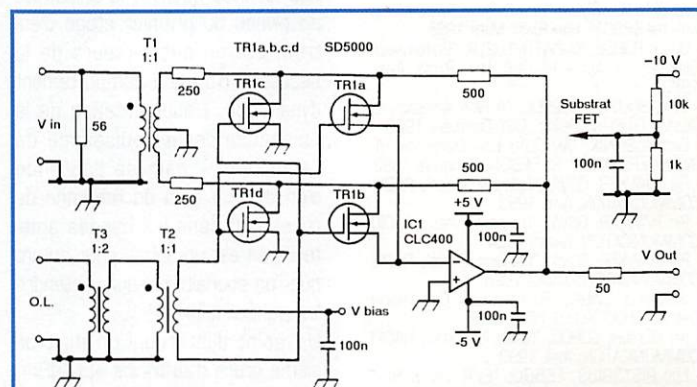 T1
1:1
TR1a,b,c,d SD5000
250
TR1c
TR1a
500
V in
56
250
TR1d
TR1b
500
–10 V
10k
Substrat
FET
100n
1k
T3
1:2
T2
1:1
O.L.
IC1
CLC400
+5 V
100n
100n
-5 V
50
V Out
V bias
100n